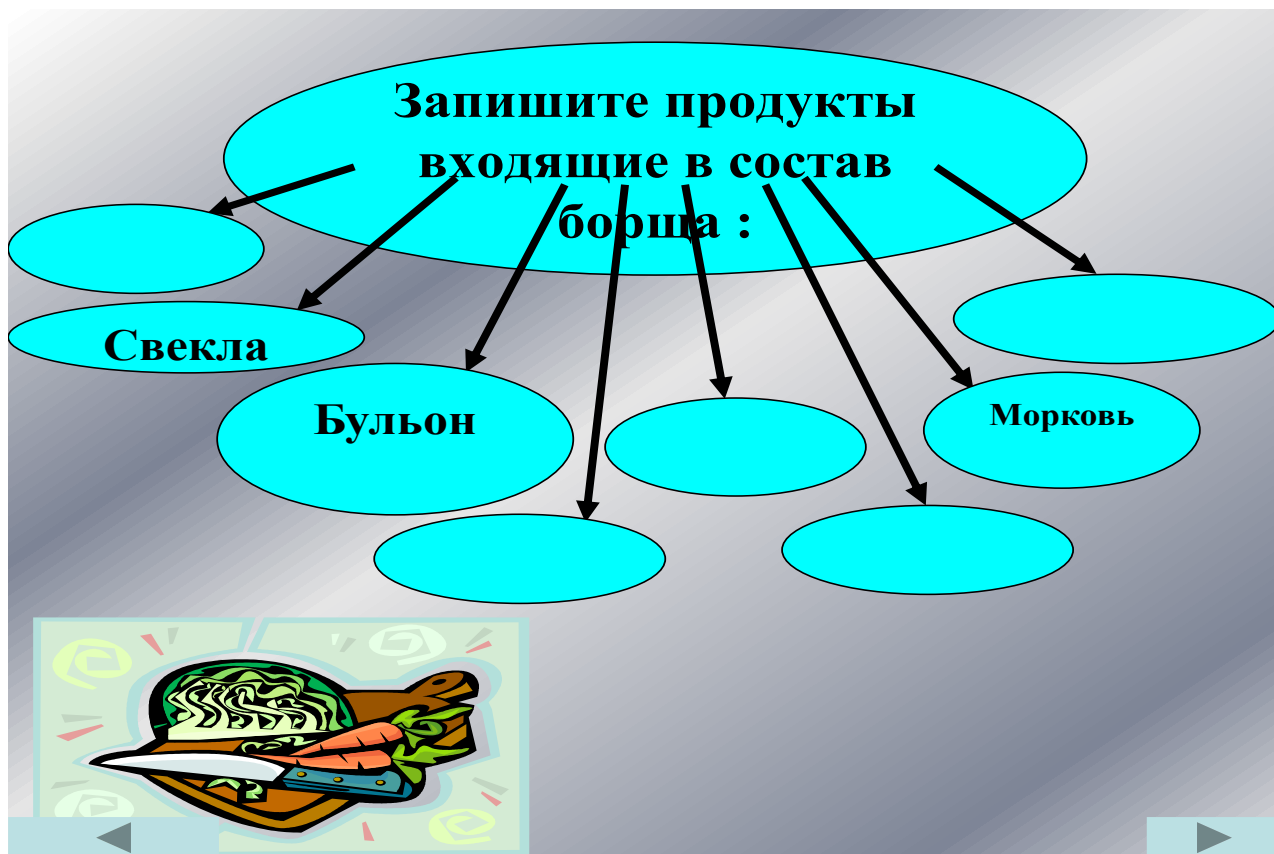 Запишите продукты
входящие в состав
борща :
Свекла
Бульон
Морковь